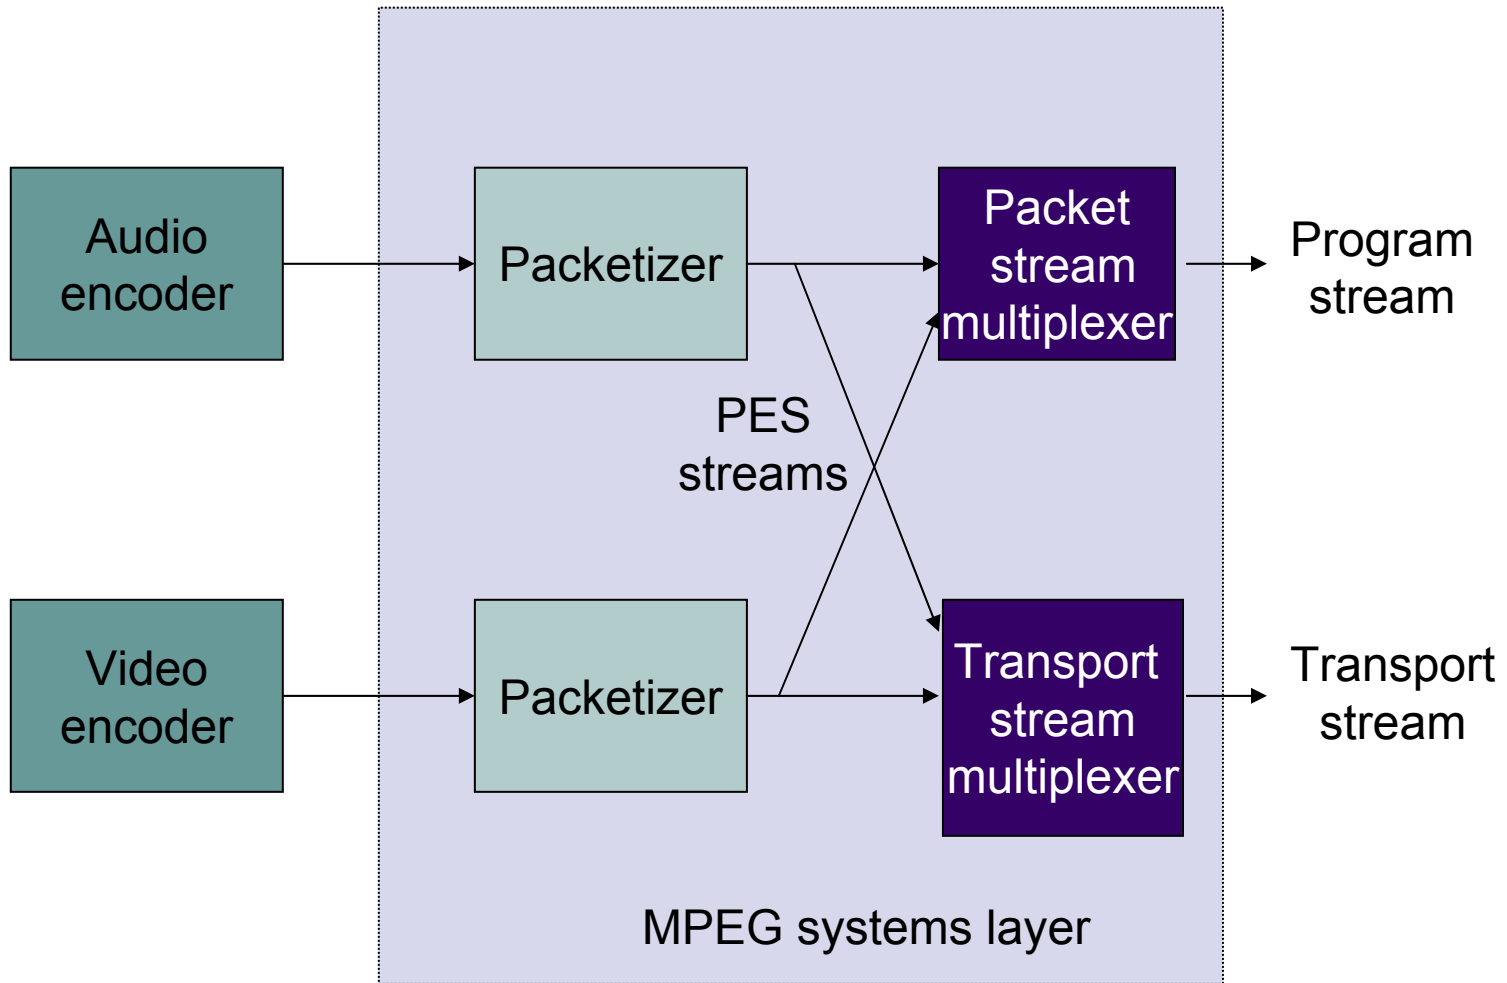 Audio
encoder
Packetizer
Packet
stream
multiplexer
Program
stream
PES
streams
Video
encoder
Packetizer
Transport
stream
multiplexer
Transport
stream
MPEG systems layer